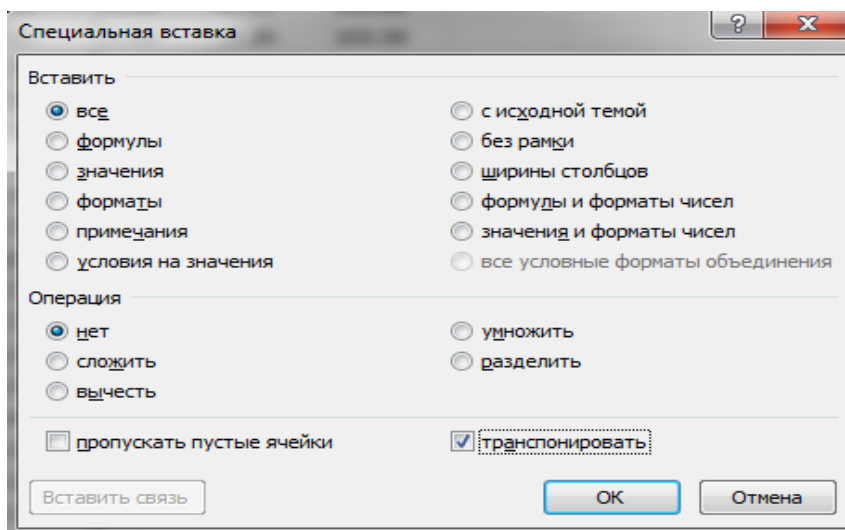 Специальная вставка
Вставить
все
формулы
значения
форматы
примечания
условия на значения
с исходной темой
без рамки
ширины столбцов
формулы и форматы чисел
значения и форматы чисел
все условные форматы объединения
Операция
нет
сложить
вычесть
умножить
разделить
пропускать пустые ячейки
транспонировать
Вставить связь
ОК
Отмена